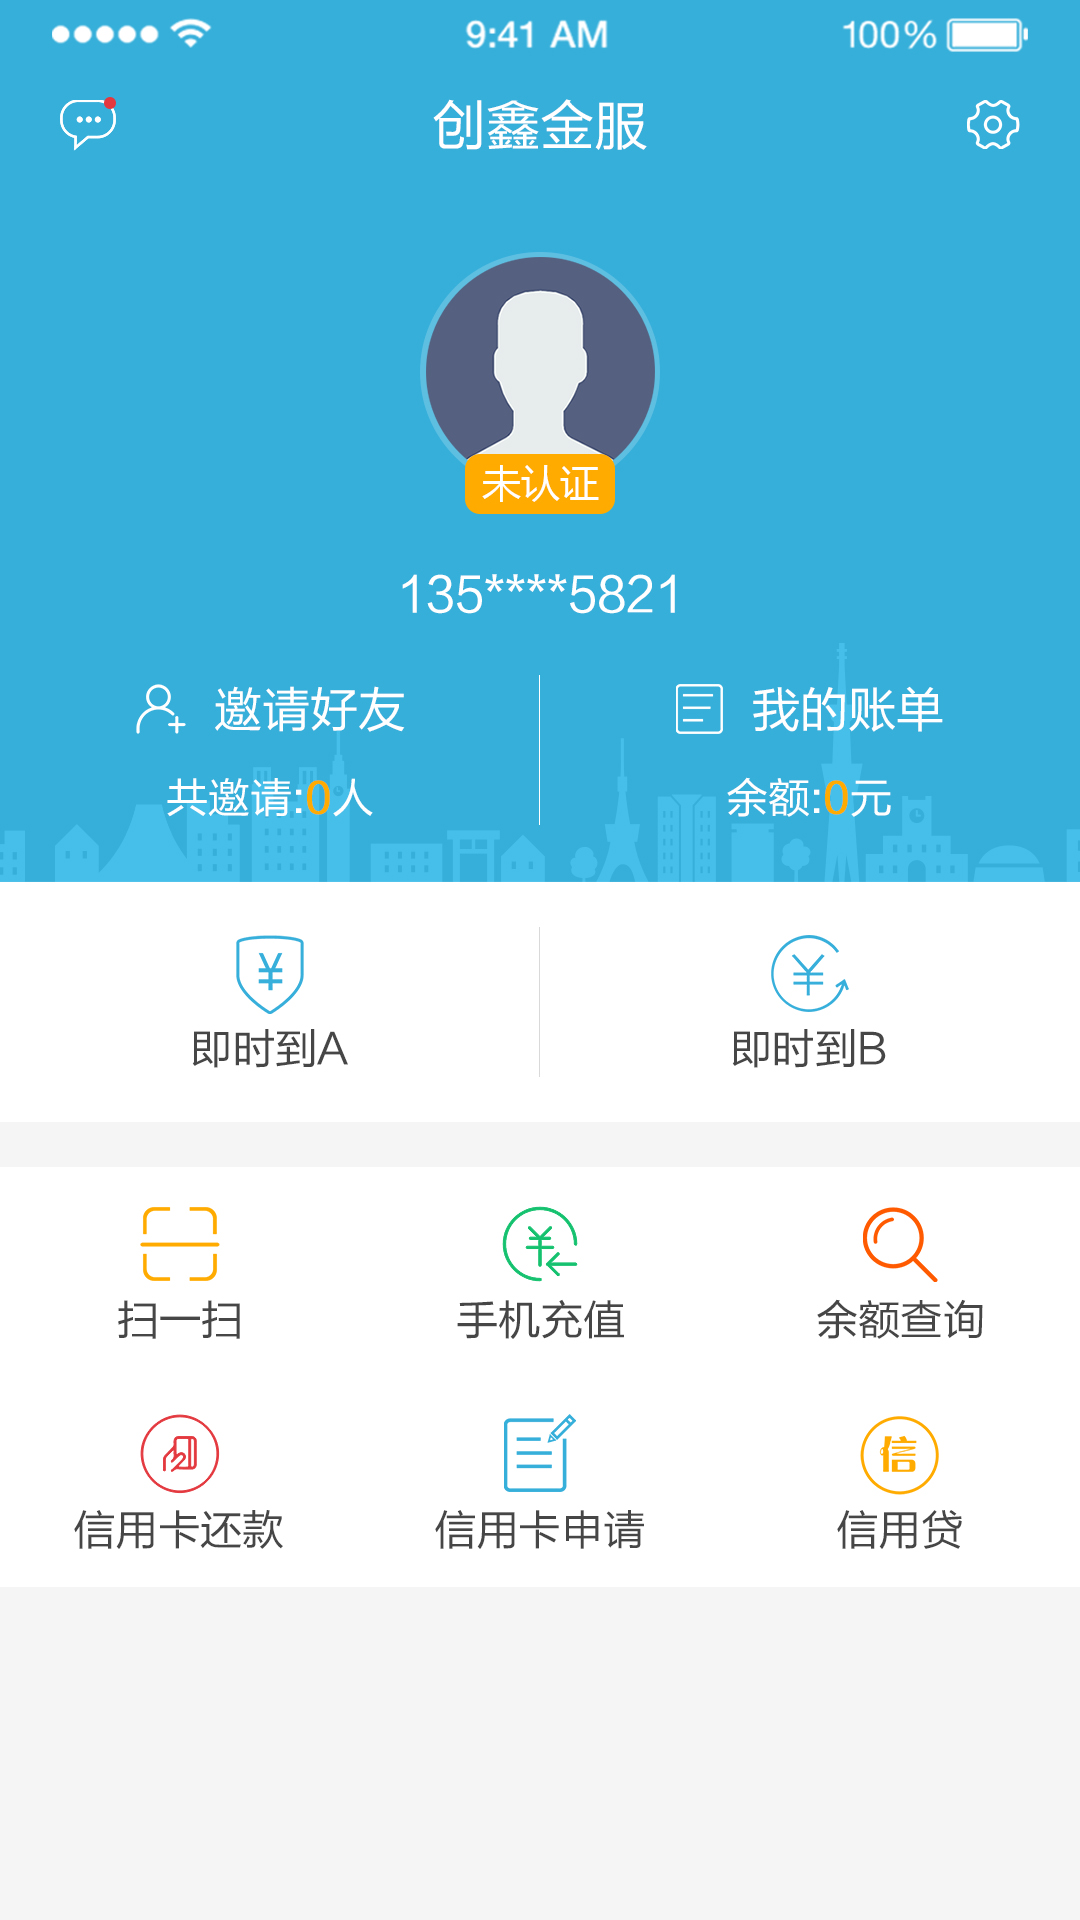 9:41 AM 100%
创鑫金服
未认证
135****5821
邀请好友 我的账单
共邀请:0人 余额:0元
即时到A 即时到B
扫一扫 手机充值 余额查询
信
信用卡还款 信用卡申请 信用贷